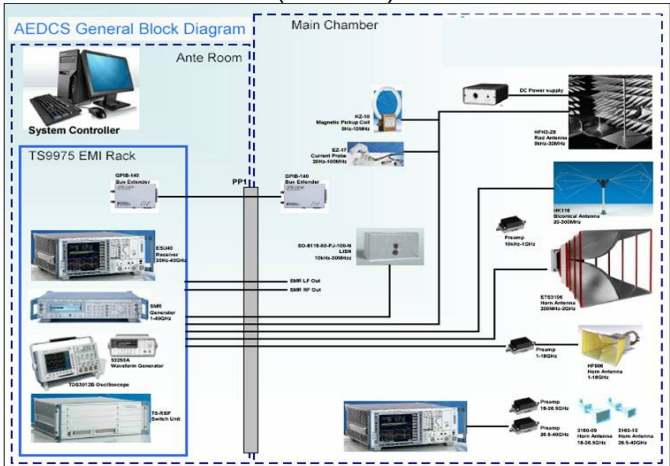 AEDCS General Block Diagram
Main Chamber
Ante Room
System Controller
TS9975 EMI Rack
GPIB-140
Bus Extender
PP1
GPIB-140
Bus Extender
HZ-10
Magnetic Pickup Coil
5Hz-10MHz
EZ-17
Current Probe
20Hz-100MHz
DC Power supply
HFH2-Z6
Rod Antenna
9kHz-30MHz
HK116
Biconical Antenna
20-300MHz
Preamp
10kHz-1GHz
LISN
10kHz-30MHz
ESU40
Receiver
20Hz-40GHz
SMR LF Out
SMR RF Out
SMR
Generator
1-40GHz
ETS3106
Horn Antenna
200MHz-2GHz
33250A
Waveform Generator
TDS3012B Oscilloscope
Preamp
1-18GHz
HF906
Horn Antenna
1-18GHz
TS-RSP
Switch Unit
Preamp
18-26.5GHz
Preamp
26.5-40GHz
3160-09
Horn Antenna
18-26.5GHz
3160-10
Horn Antenna
26.5-40GHz